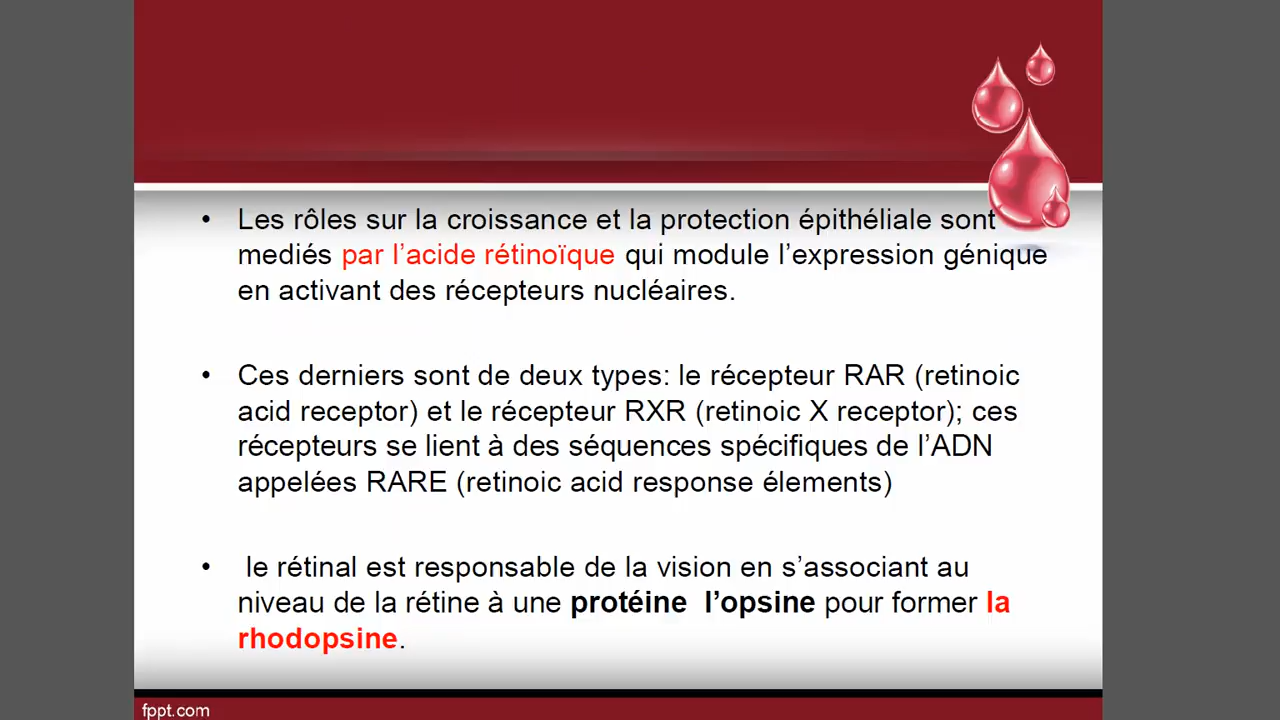 • Les rôles sur la croissance et la protection épithéliale sont
mediés par l’acide rétinoïque qui module l’expression génique
en activant des récepteurs nucléaires.
• Ces derniers sont de deux types: le récepteur RAR (retinoic
acid receptor) et le récepteur RXR (retinoic X receptor); ces
récepteurs se lient à des séquences spécifiques de l’ADN
appelées RARE (retinoic acid response élements)
• le rétinal est responsable de la vision en s’associant au
niveau de la rétine à une protéine l’opsine pour former la
rhodopsine.
fppt.com